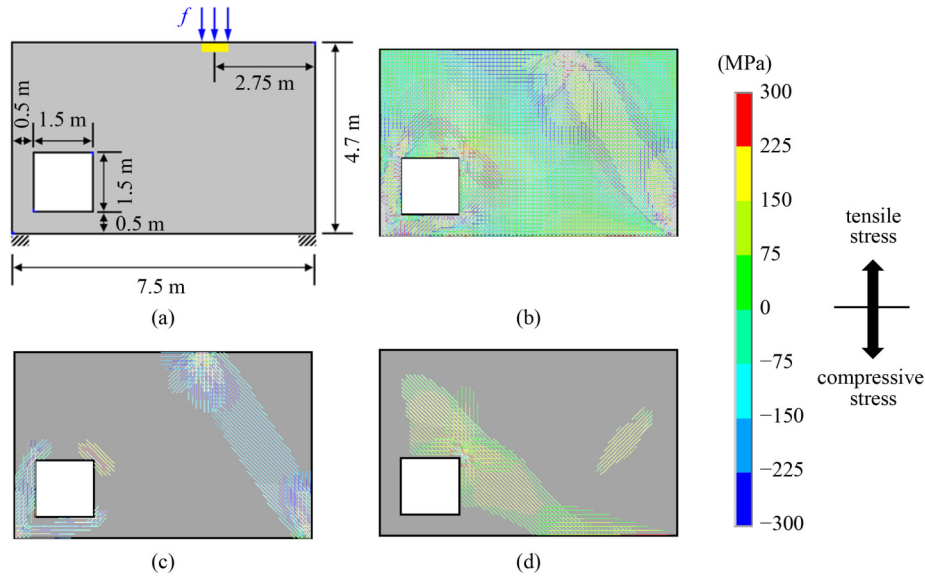 f
2.75 m
0.5 m
1.5 m
1.5 m
0.5 m
4.7 m
7.5 m
(a)
(b)
(MPa)
300
225
150
75
0
−75
−150
−225
−300
tensile
stress
compressive
stress
(c)
(d)